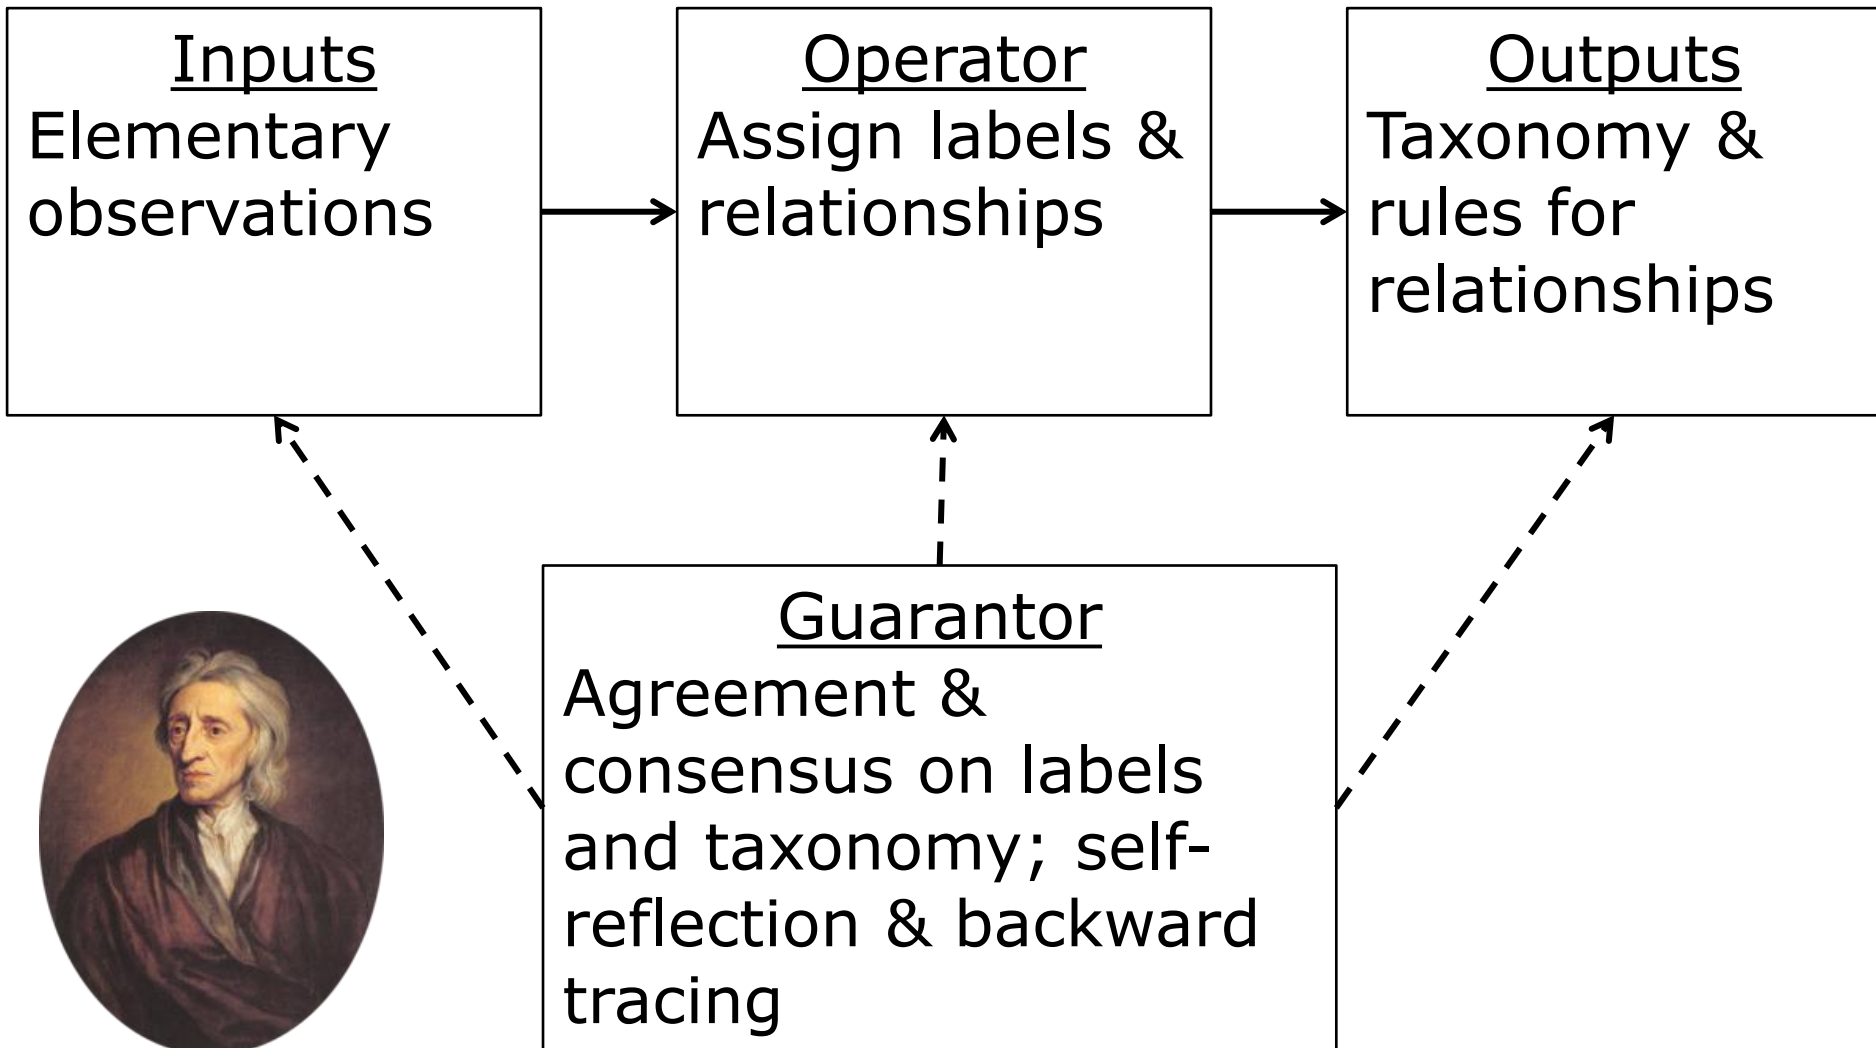 Inputs
Elementary
observations
Operator
Assign labels &
relationships
Outputs
Taxonomy &
rules for
relationships
Guarantor
Agreement &
consensus on labels
and taxonomy; self-
reflection & backward
tracing